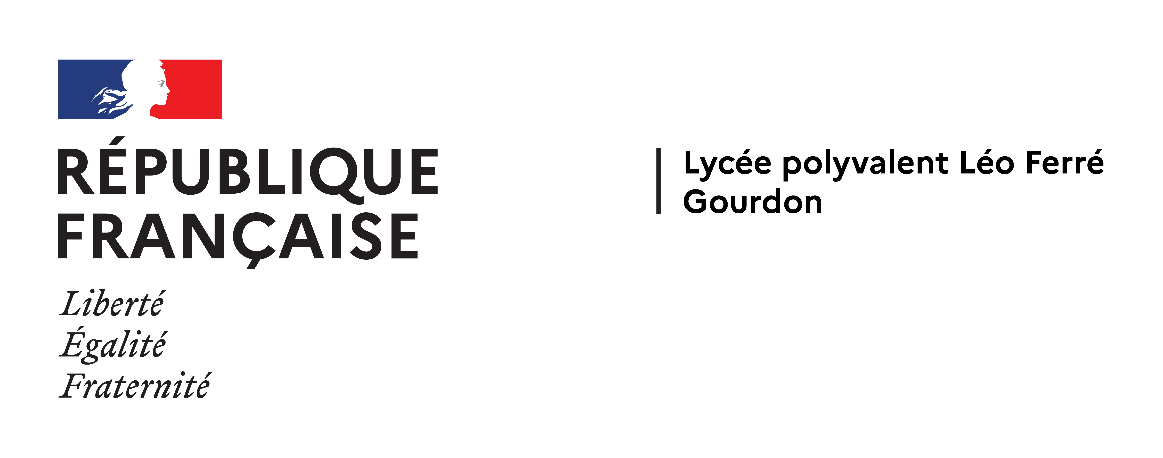 RÉPUBLIQUE
FRANÇAISE
Liberté
Égalité
Fraternité
Lycée polyvalent Léo Ferré
Gourdon